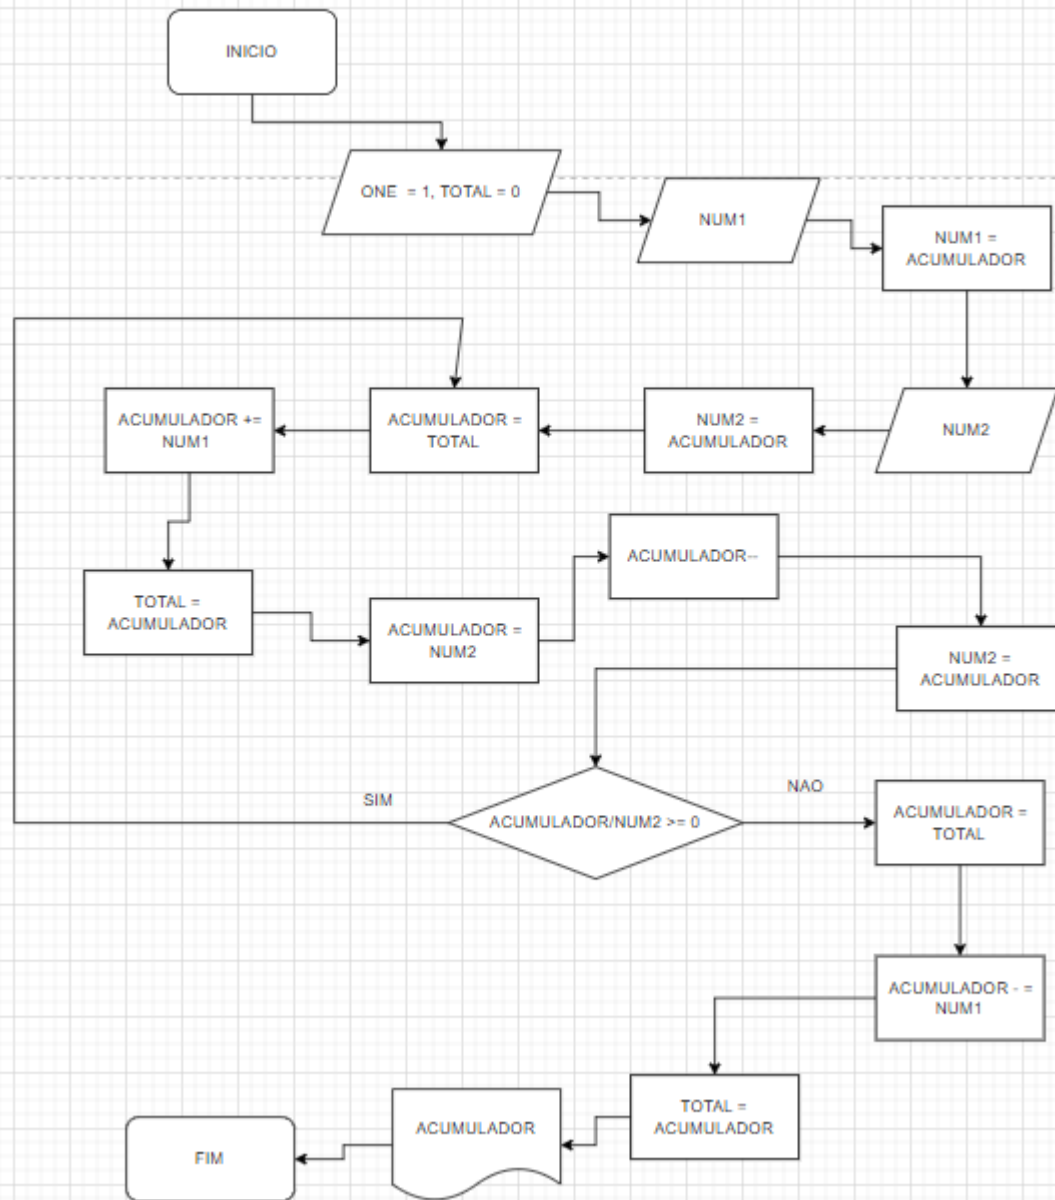 INICIO
ONE = 1, TOTAL = 0
NUM1
NUM1 =
ACUMULADOR
NUM2
NUM2 =
ACUMULADOR
ACUMULADOR =
TOTAL
ACUMULADOR +=
NUM1
TOTAL =
ACUMULADOR
ACUMULADOR =
NUM2
ACUMULADOR--
NUM2 =
ACUMULADOR
ACUMULADOR/NUM2 >= 0
SIM
NAO
ACUMULADOR =
TOTAL
ACUMULADOR - =
NUM1
TOTAL =
ACUMULADOR
ACUMULADOR
FIM